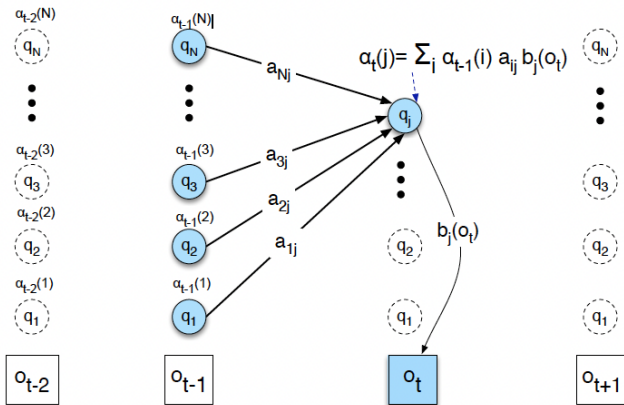 αt-2(N) αt-1(N)|
qN qN αt(j)= Σi αt-1(i) aij bj(ot) qN
aNj
qj
αt-2(3) αt-1(3) a3j
q3 q3 q3
αt-2(2) αt-1(2) a2j
q2 q2 a1j q2 bj(ot) q2
αt-2(1) αt-1(1)
q1 q1 q1 q1
ot-2 ot-1 ot ot+1